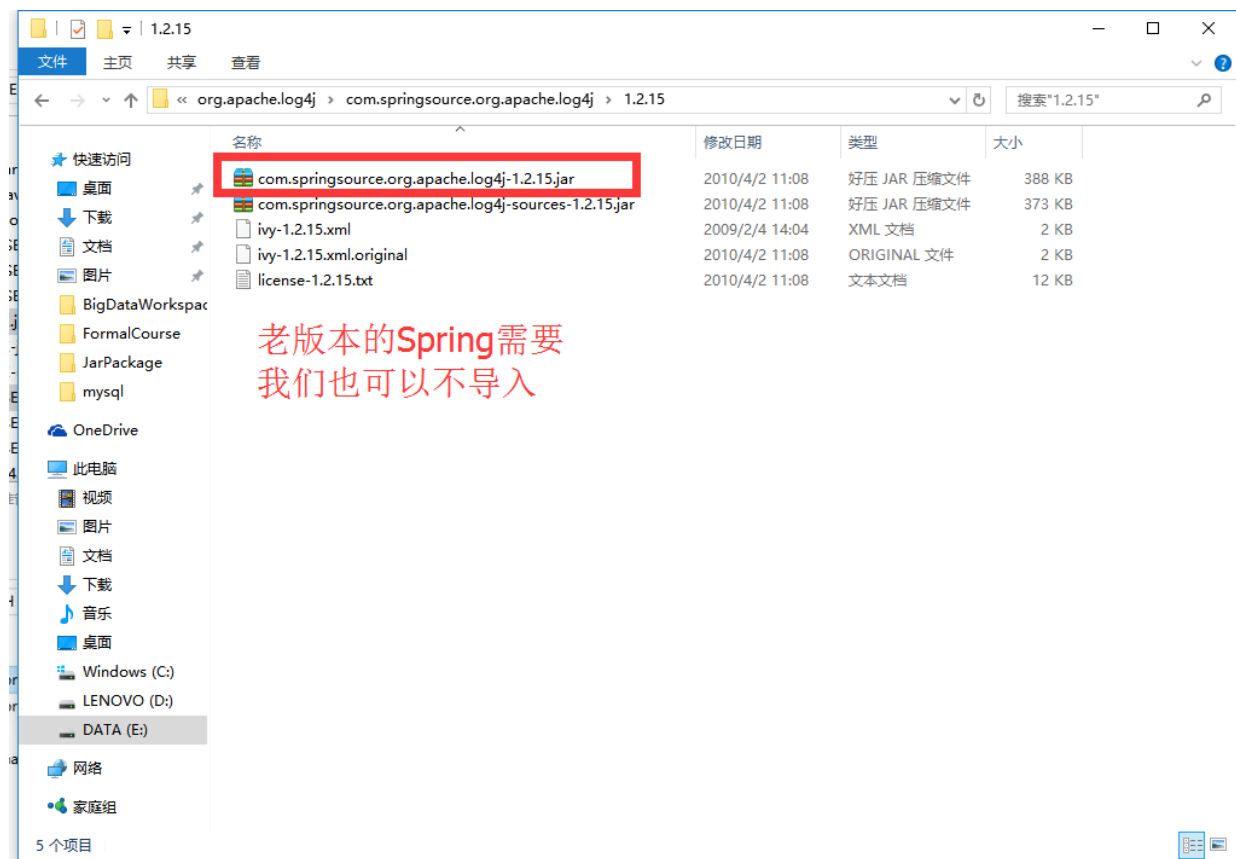 1.2.15
文件 主页 共享 查看
« org.apache.log4j › com.springsource.org.apache.log4j › 1.2.15 搜索"1.2.15"
名称 修改日期 类型 大小
com.springsource.org.apache.log4j-1.2.15.jar 2010/4/2 11:08 好压 JAR 压缩文件 388 KB
com.springsource.org.apache.log4j-sources-1.2.15.jar 2010/4/2 11:08 好压 JAR 压缩文件 373 KB
ivy-1.2.15.xml 2009/2/4 14:04 XML 文档 2 KB
ivy-1.2.15.xml.original 2010/4/2 11:08 ORIGINAL 文件 2 KB
license-1.2.15.txt 2010/4/2 11:08 文本文档 12 KB
老版本的Spring需要
我们也可以不导入
快速访问
桌面
下载
文档
图片
BigDataWorkspac
FormalCourse
JarPackage
mysql
OneDrive
此电脑
视频
图片
文档
下载
音乐
桌面
Windows (C:)
LENOVO (D:)
DATA (E:)
网络
家庭组
5 个项目